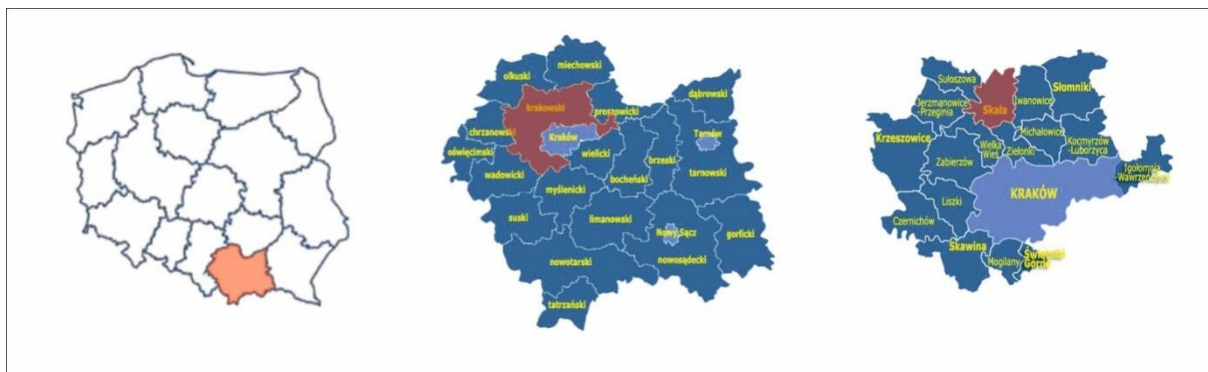 miechowski
olkuski
dąbrowski
krakowski
proszowicki
chrzanowski
Kraków
Tarnów
oświęcimski
wielicki
brzeski
wadowicki
bocheński
tarnowski
myślenicki
suski
limanowski
Nowy Sącz
gorlicki
nowotarski
nowosądecki
tatrzański
Sułoszowa
Słomniki
Jerzmanowice
-Przeginia
Skała
Iwanowice
Krzeszowice
Michałowice
Wielka
Wieś
Zielonki
Kocmyrzów
-Luborzyca
Zabierzów
Igołomnia
KRAKÓW
Liszki
Czernichów
Skawina
Mogilany
Górne